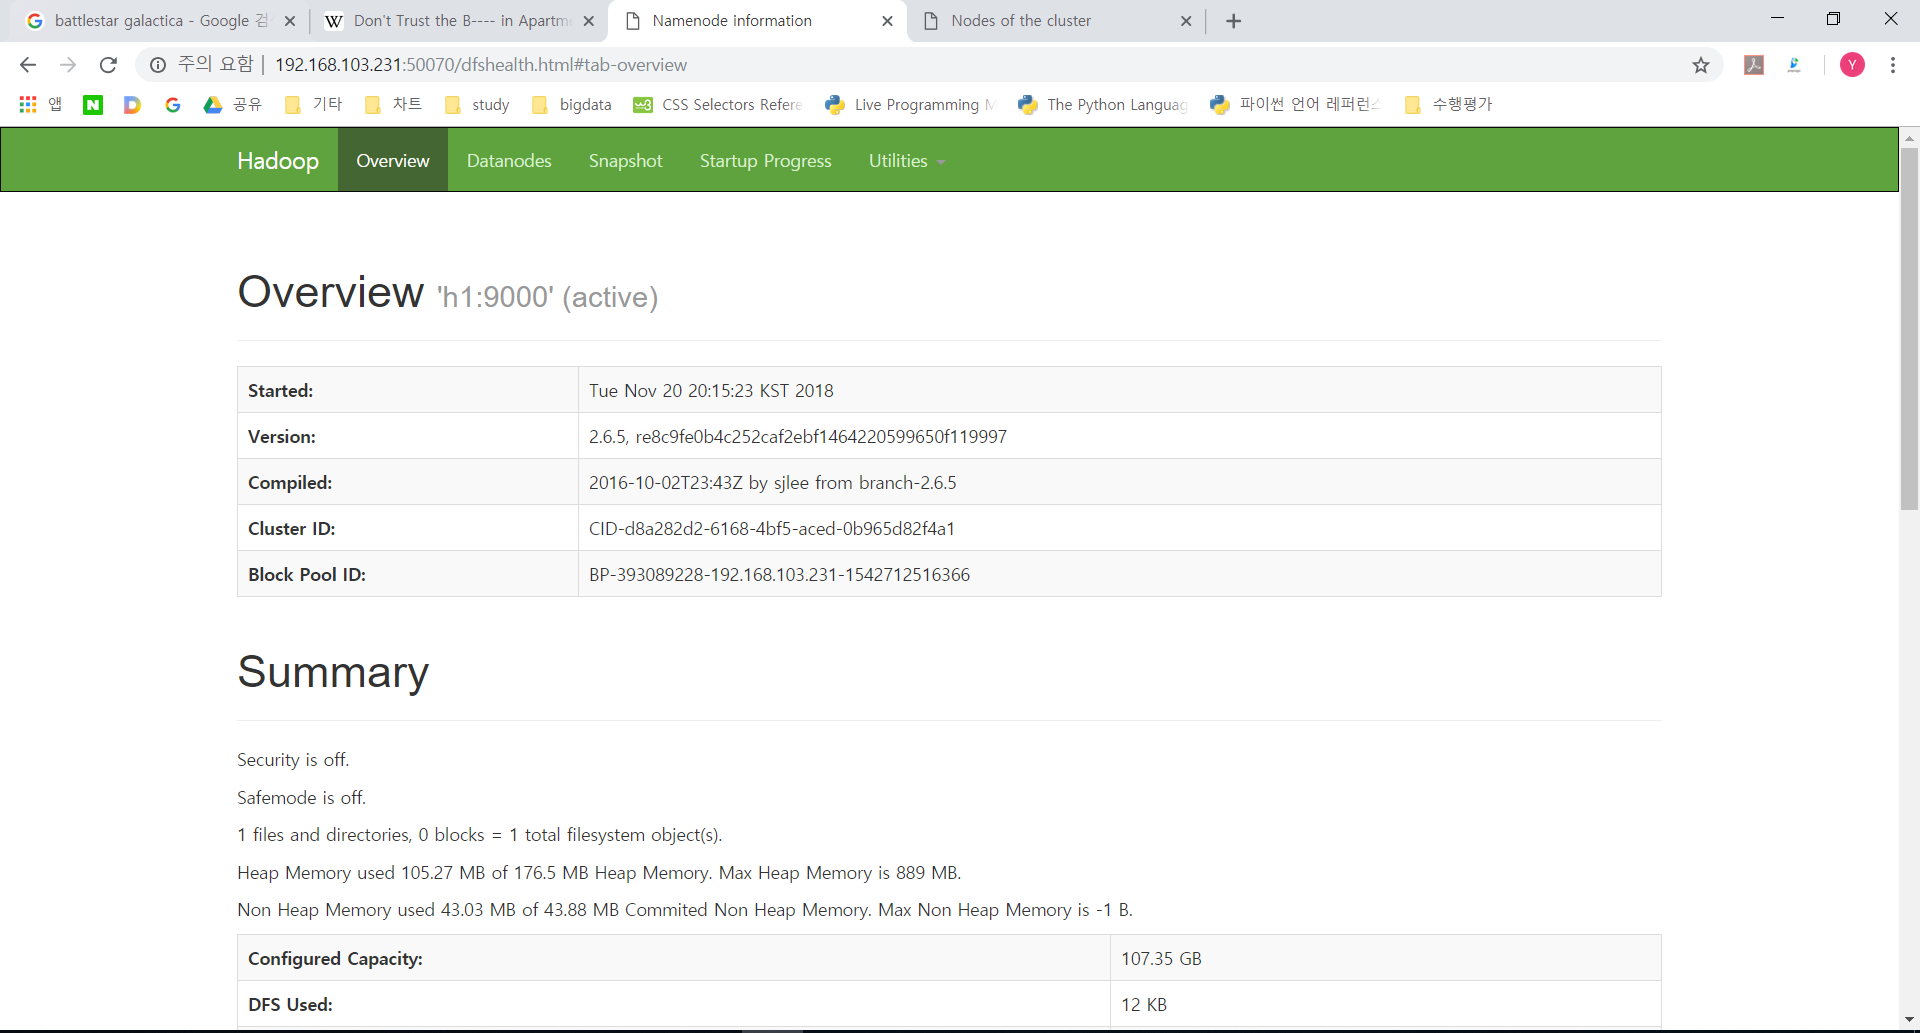 battlestar galactica - Google 검
Don't Trust the B---- in Apartm
Namenode information
Nodes of the cluster
주의 요함 | 192.168.103.231:50070/dfshealth.html#tab-overview
Y
앱 공유 기타 차트 study bigdata CSS Selectors Refere Live Programming M The Python Languag 파이썬 언어 레퍼런스 수행평가
Hadoop Overview Datanodes Snapshot Startup Progress Utilities
Overview 'h1:9000' (active)
Started: Tue Nov 20 20:15:23 KST 2018
Version: 2.6.5, re8c9fe0b4c252caf2ebf1464220599650f119997
Compiled: 2016-10-02T23:43Z by sjlee from branch-2.6.5
Cluster ID: CID-d8a282d2-6168-4bf5-aced-0b965d82f4a1
Block Pool ID: BP-393089228-192.168.103.231-1542712516366
Summary
Security is off.
Safemode is off.
1 files and directories, 0 blocks = 1 total filesystem object(s).
Heap Memory used 105.27 MB of 176.5 MB Heap Memory. Max Heap Memory is 889 MB.
Non Heap Memory used 43.03 MB of 43.88 MB Commited Non Heap Memory. Max Non Heap Memory is -1 B.
Configured Capacity: 107.35 GB
DFS Used: 12 KB